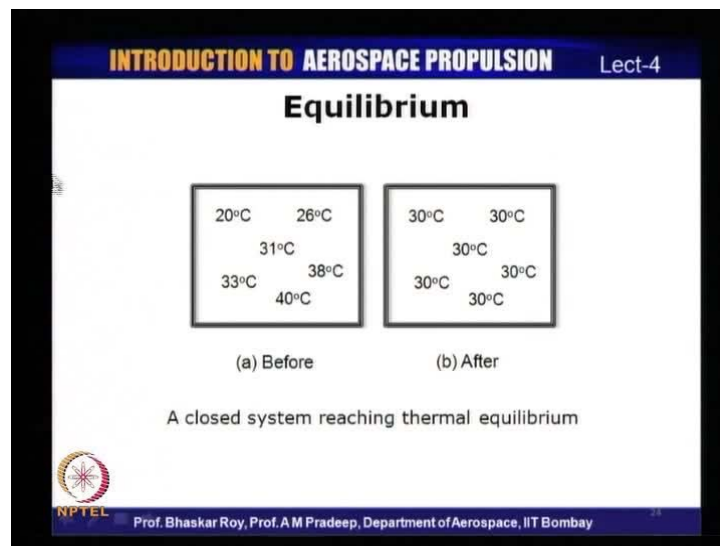 INTRODUCTION TO AEROSPACE PROPULSION Lect-4
Equilibrium
20°C 26°C
31°C
33°C 38°C
40°C
30°C 30°C
30°C
30°C 30°C
30°C
(a) Before (b) After
A closed system reaching thermal equilibrium
NPTEL
Prof. Bhaskar Roy, Prof. A M Pradeep, Department of Aerospace, IIT Bombay
24